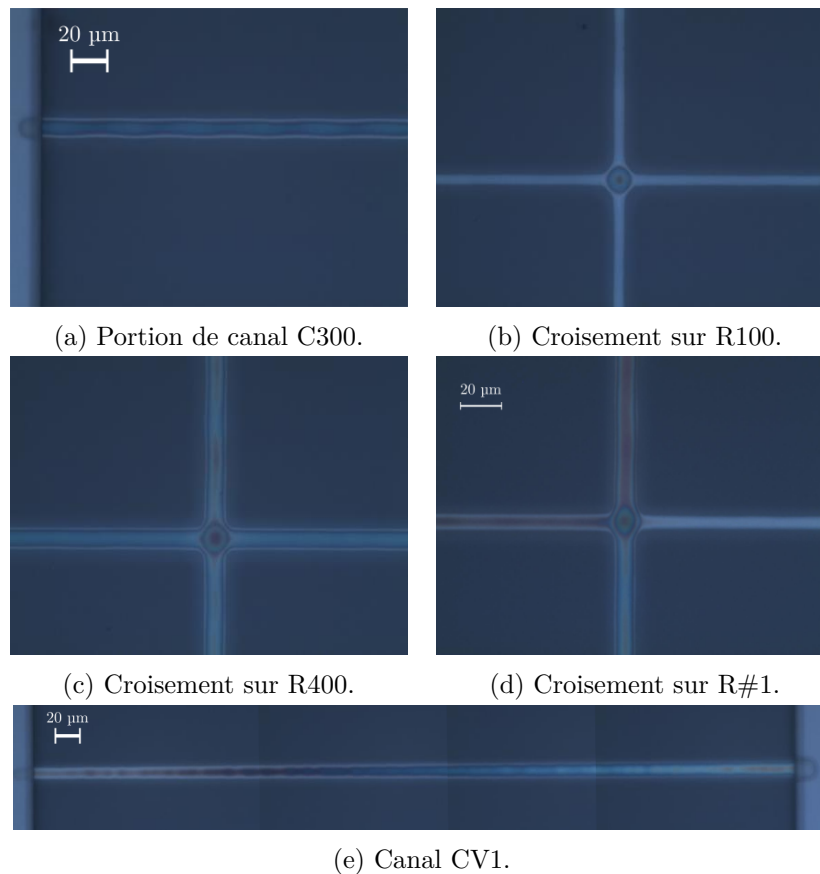 20 µm
(a) Portion de canal C300.
(b) Croisement sur R100.
20 µm
(c) Croisement sur R400.
(d) Croisement sur R#1.
20 µm
(e) Canal CV1.